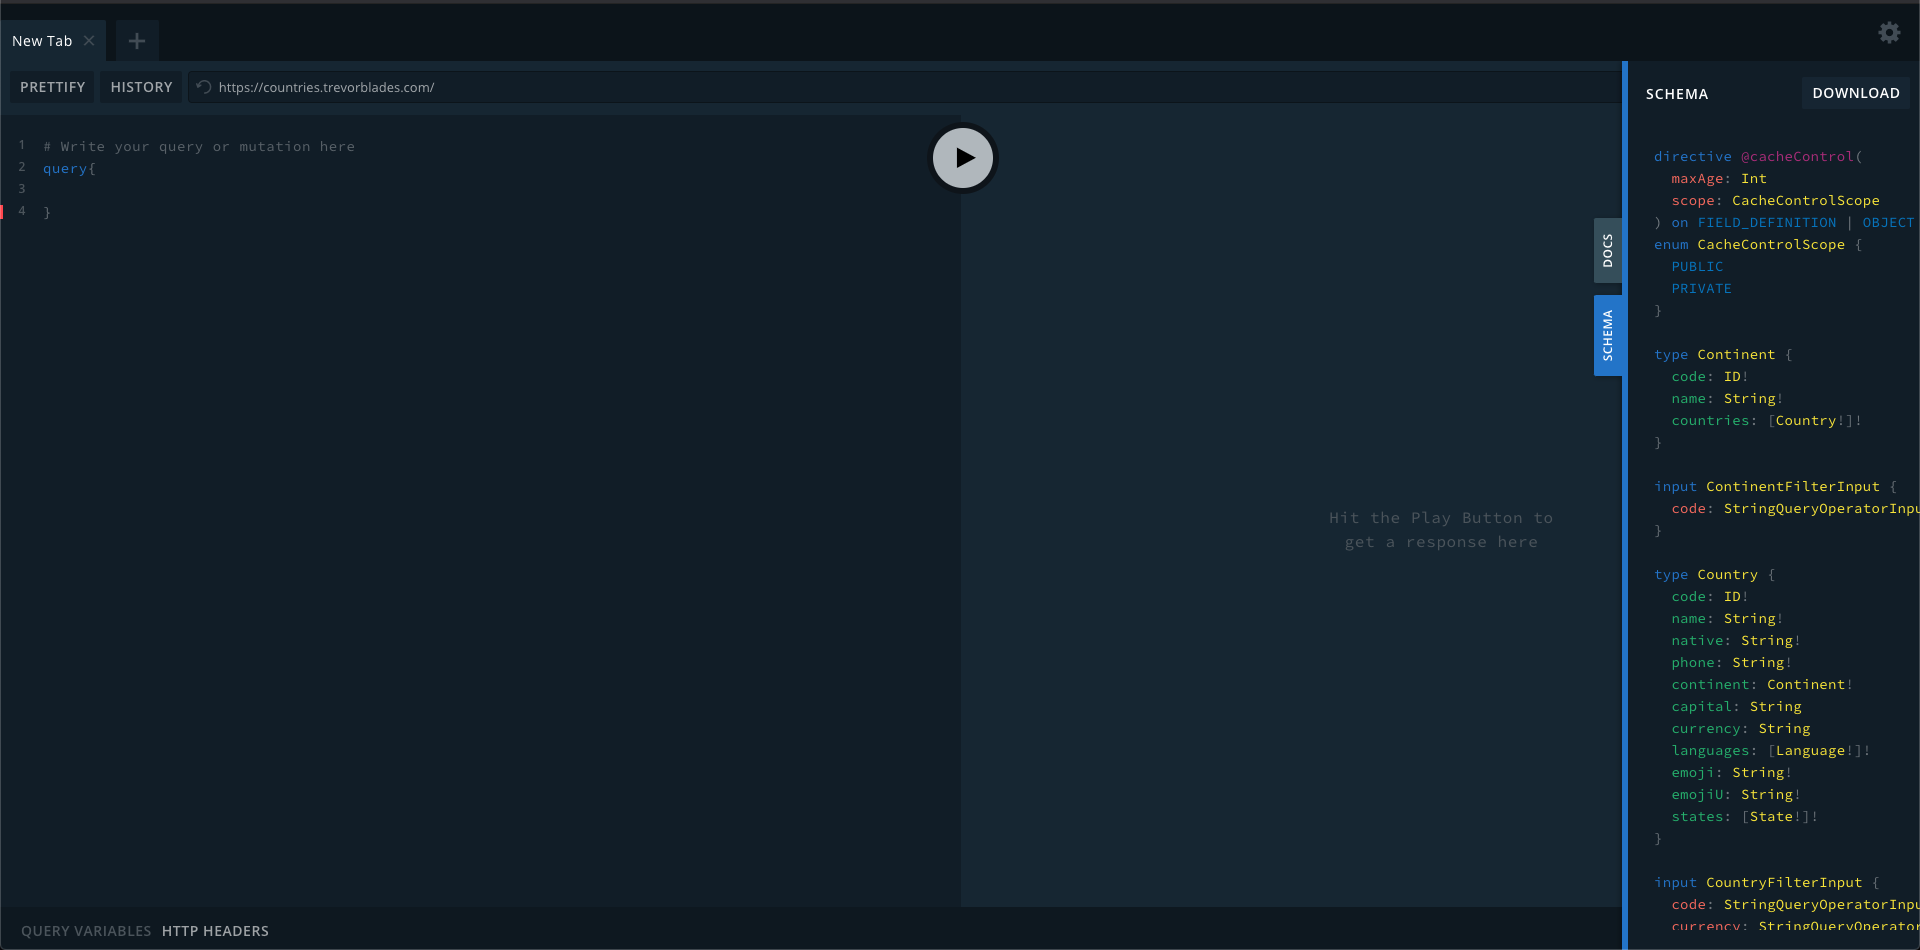 New Tab
PRETTIFY HISTORY https://countries.trevorblades.com/
1 # Write your query or mutation here
2 query{
3
4 }
Hit the Play Button to
get a response here
QUERY VARIABLES HTTP HEADERS
DOCS
SCHEMA
SCHEMA DOWNLOAD
directive @cacheControl(
maxAge: Int
scope: CacheControlScope
) on FIELD_DEFINITION | OBJECT
enum CacheControlScope {
PUBLIC
PRIVATE
}
type Continent {
code: ID!
name: String!
countries: [Country!]!
}
input ContinentFilterInput {
code: StringQueryOperatorInpu
}
type Country {
code: ID!
name: String!
native: String!
phone: String!
continent: Continent!
capital: String
currency: String
languages: [Language!]!
emoji: String!
emojiU: String!
states: [State!]!
}
input CountryFilterInput {
code: StringQueryOperatorInpu
currency: StringQueryOperator